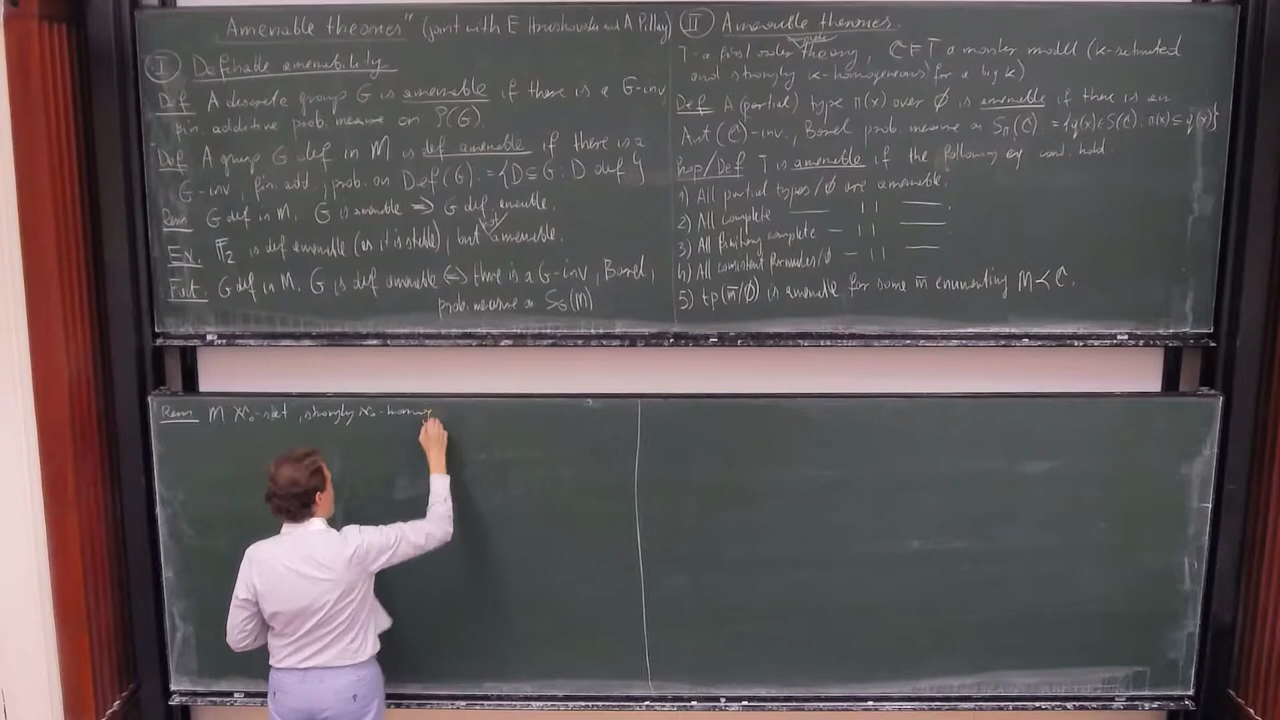 Amenable theories" (joint with E Hrushovski and A Pillay)
I Definable amenability
Def A discrete group G is amenable if there is a G-inv,
fin. additive prob. measure on P(G).
Def A group G def in M is def amenable if there is a
G-inv, fin. add., prob. on Def(G) := {D ⊆ G : D def}
Rem G def in M. G is amenable ⇒ G def amenable.
Ex. F₂ is def amenable (as it is stable), but not amenable.
Fact. G def in M. G is def amenable ⇔ there is a G-inv, Borel,
prob. measure on S_G(M)
II Amenable theories.
T - a first order complete theory, ℭ ⊨ T a monster model (κ-saturated
and strongly κ-homogeneous) for a big κ)
Def A (partial) type π(x) over ∅ is amenable if there is an
Aut(ℭ)-inv., Borel prob. measure on S_π(ℭ) := {q(x) ∈ S(ℭ) : π(x) ⊆ q(x)}
Prop/Def T is amenable if the following eq cond. hold.
1) All partial types/∅ are amenable.
2) All complete — 11 — .
3) All finitary complete — 11 —
4) All consistent formulas/∅ — 11
5) tp(m̄/∅) is amenable for some m̄ enumerating M ≺ ℭ.
Rem M ℵ₀-sat, strongly ℵ₀-homog